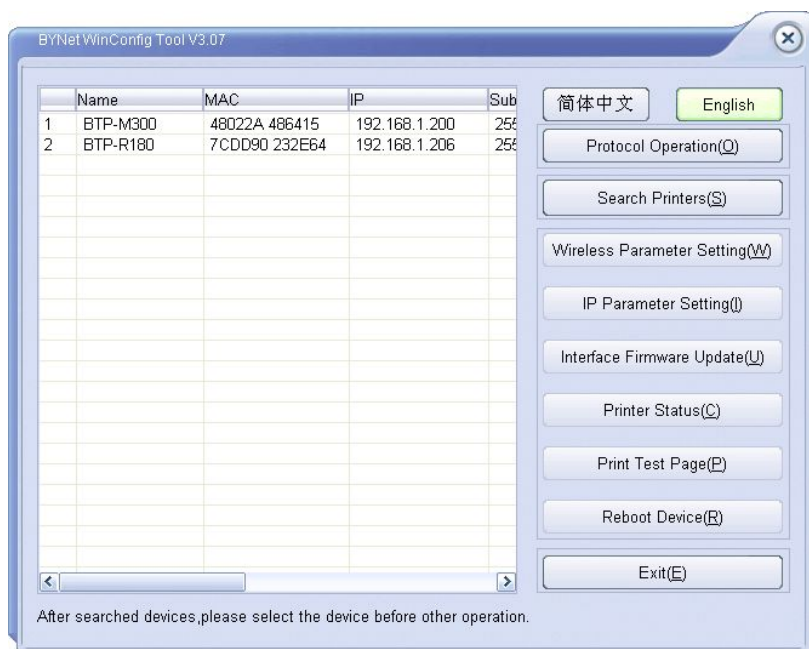 BYNet WinConfig Tool V3.07
Name MAC IP Sub
1 BTP-M300 48022A 486415 192.168.1.200 255
2 BTP-R180 7CDD90 232E64 192.168.1.206 255
简体中文 English
Protocol Operation(O)
Search Printers(S)
Wireless Parameter Setting(W)
IP Parameter Setting(I)
Interface Firmware Update(U)
Printer Status(C)
Print Test Page(P)
Reboot Device(R)
Exit(E)
After searched devices,please select the device before other operation.